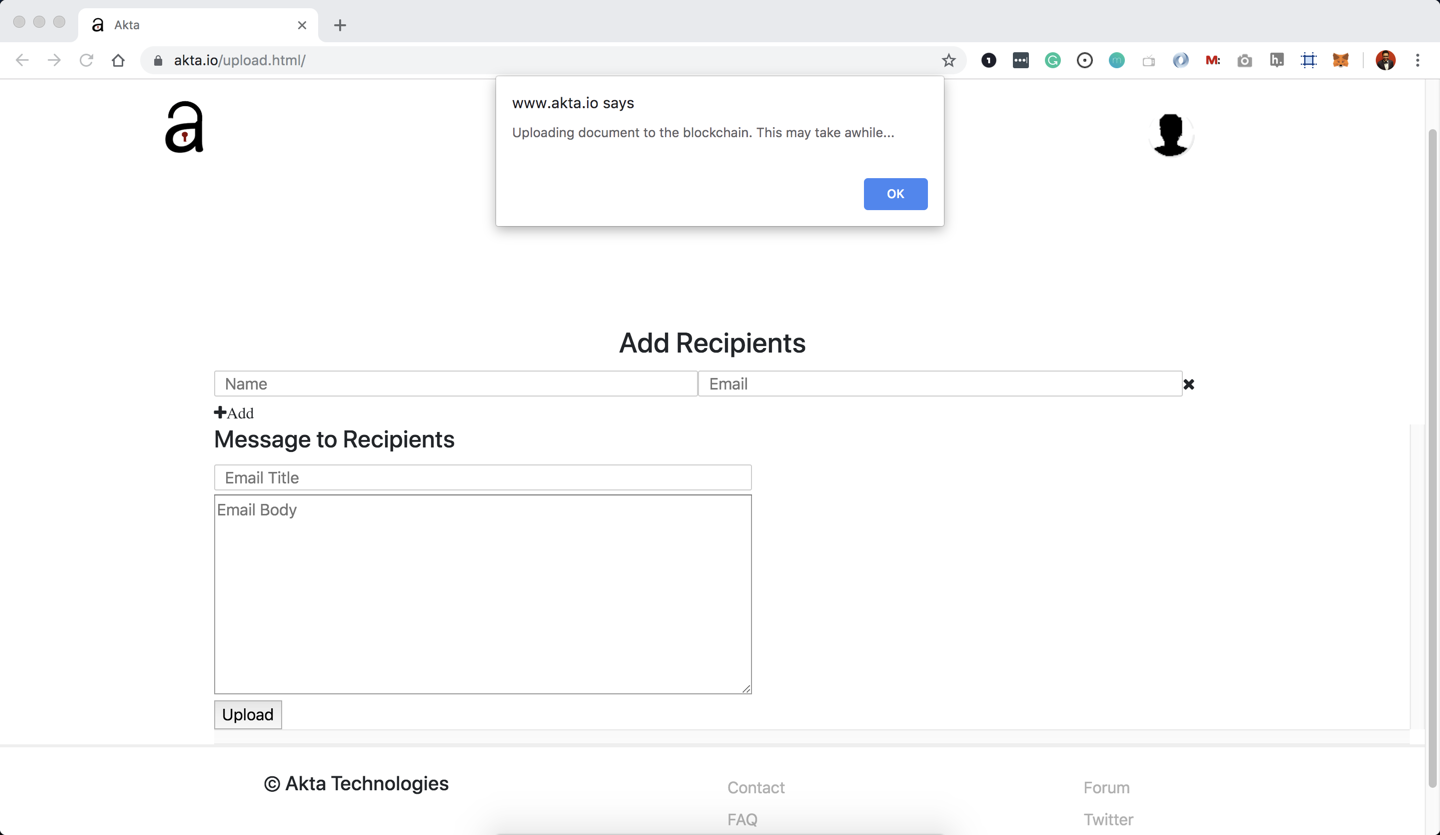 Akta
akta.io/upload.html/
M:
h.
www.akta.io says
Uploading document to the blockchain. This may take awhile...
OK
a
Add Recipients
Name
Email
Add
Message to Recipients
Email Title
Email Body
Upload
© Akta Technologies
Contact
Forum
FAQ
Twitter